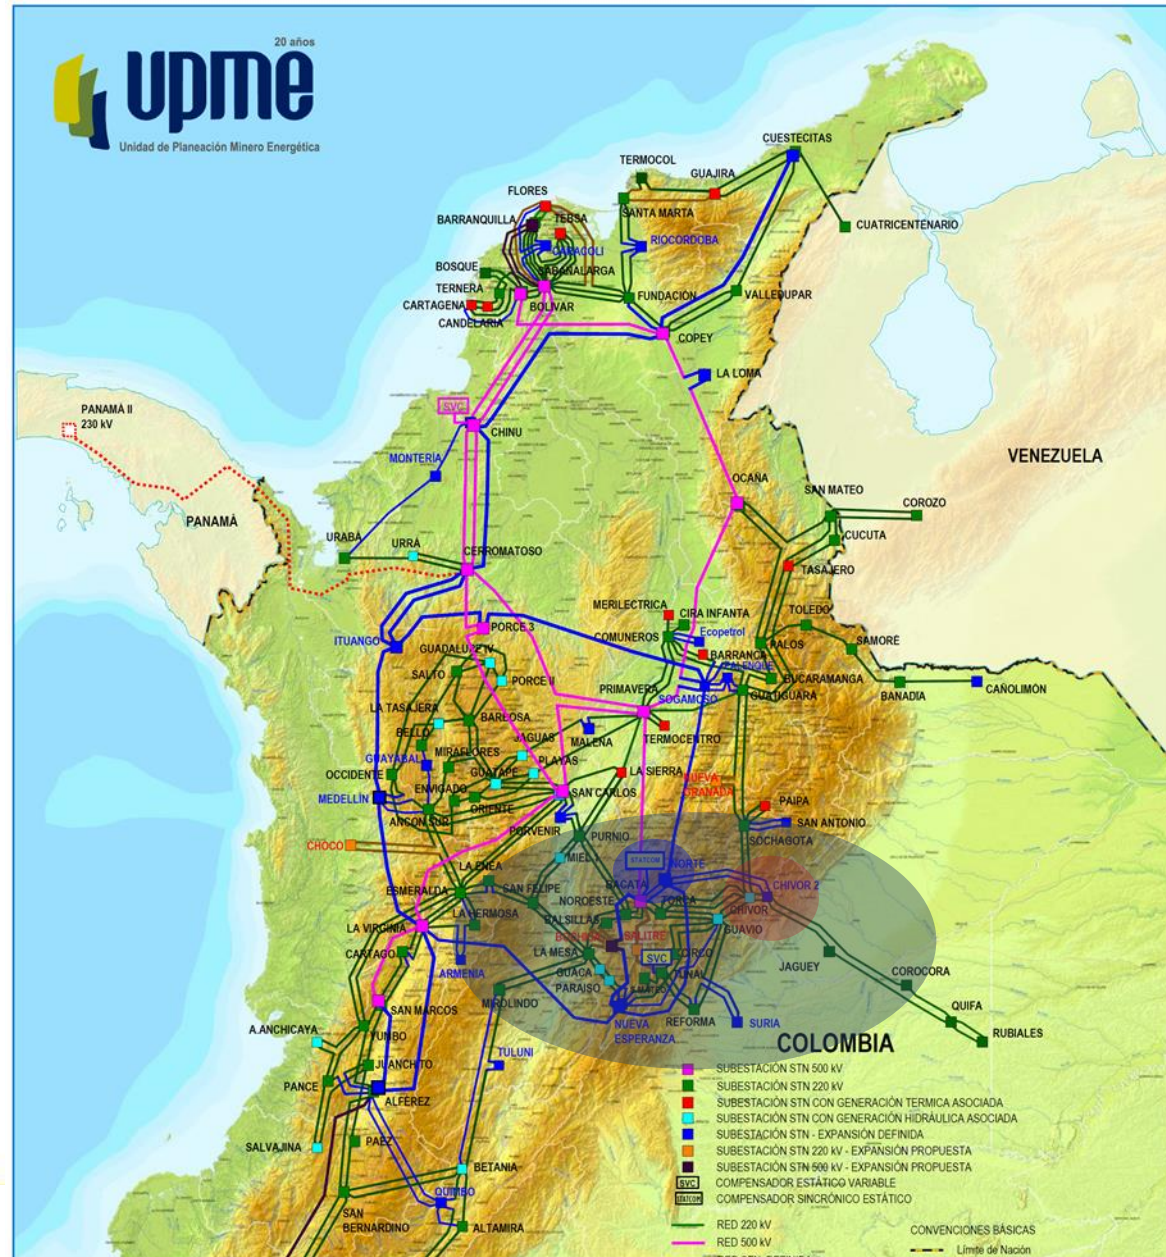 20 años
upme
Unidad de Planeación Minero Energética
CUESTECITAS
TERMOCOL
GUAJIRA
FLORES
SANTA MARTA
BARRANQUILLA
TEBSA
CUATRICENTENARIO
RIOCORDOBA
CARACOLI
BOSQUE
SABANALARGA
TERNERA
FUNDACION
VALLEDUPAR
CARTAGENA
BOLIVAR
CANDELARIA
COPEY
LA LOMA
PANAMÁ II
230 kV
SVC
CHINU
MONTERÍA
VENEZUELA
OCAÑA
SAN MATEO
COROZO
PANAMÀ
URABÁ
URRÁ
CUCUTA
CERROMATOSO
TASAJERO
MERILECTRICA
CIRA INFANTA
TOLEDO
PORCE 3
COMUNEROS
Ecopetrol
ITUANGO
PALOS
SAMORÉ
GUADALUPE IV
BARRANCA
SALTO
PORCE II
BUCARAMANGA
PRIMAVERA
SOGAMOSO
GUATIGUARA
BANADIA
CAÑOLIMÓN
LA TASAJERA
BARBOSA
BELLO
JAGUAS
MALENA
TERMOCENTRO
GUAYABAL
MIRAFLORES
PLAYAS
OCCIDENTE
GUATAPE
LA SIERRA
NUEVA
GRANADA
MEDELLÍN
ENVIGADO
SAN CARLOS
ORIENTE
PAIPA
ANCON SUR
PORVENIR
SAN ANTONIO
PURNIO
SOCHAGOTA
CHOCO
MIEL I
STATCOM
LA ENEA
NORTE
ESMERALDA
SAN FELIPE
BACATA
CHIVOR 2
NOROESTE
TORCA
CHIVOR
LA HERMOSA
BALSILLAS
GUAVIO
LA VIRGINIA
SALITRE
CARTAGO
LA MESA
SVC
CIRCO
JAGUEY
ARMENIA
GUACA
TUNAL
COROCORA
PARAISO
MIROLINDO
SAN MARCOS
QUIFA
A.ANCHICAYA
NUEVA
ESPERANZA
REFORMA
SURIA
YUMBO
RUBIALES
COLOMBIA
JUANCHITO
TULUNI
PANCE
ALFEREZ
SUBESTACIÓN STN 500 kV
SUBESTACIÓN STN 220 kV
SUBESTACIÓN STN CON GENERACIÓN TERMICA ASOCIADA
SUBESTACIÓN STN CON GENERACIÓN HIDRÁULICA ASOCIADA
SUBESTACIÓN STN - EXPANSIÓN DEFINIDA
SALVAJINA
PAEZ
SUBESTACIÓN STN 220 kV - EXPANSIÓN PROPUESTA
BETANIA
SUBESTACIÓN STN 500 kV - EXPANSIÓN PROPUESTA
SVC COMPENSADOR ESTÁTICO VARIABLE
QUIMBO
STATCOM COMPENSADOR SINCRÓNICO ESTÁTICO
SAN
BERNARDINO
ALTAMIRA
RED 220 kV
CONVENCIONES BÁSICAS
RED 500 kV
Límite de Nación